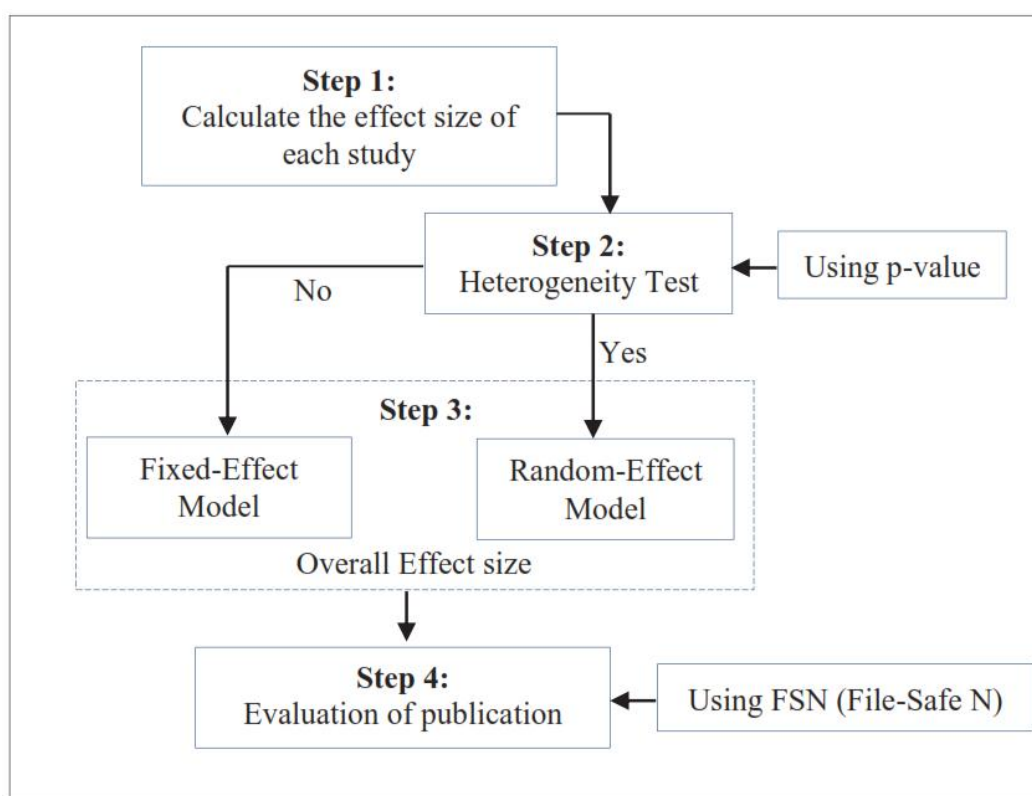 Step 1:
Calculate the effect size of
each study
Step 2:
Heterogeneity Test
Using p-value
No
Yes
Step 3:
Fixed-Effect
Model
Random-Effect
Model
Overall Effect size
Step 4:
Evaluation of publication
Using FSN (File-Safe N)